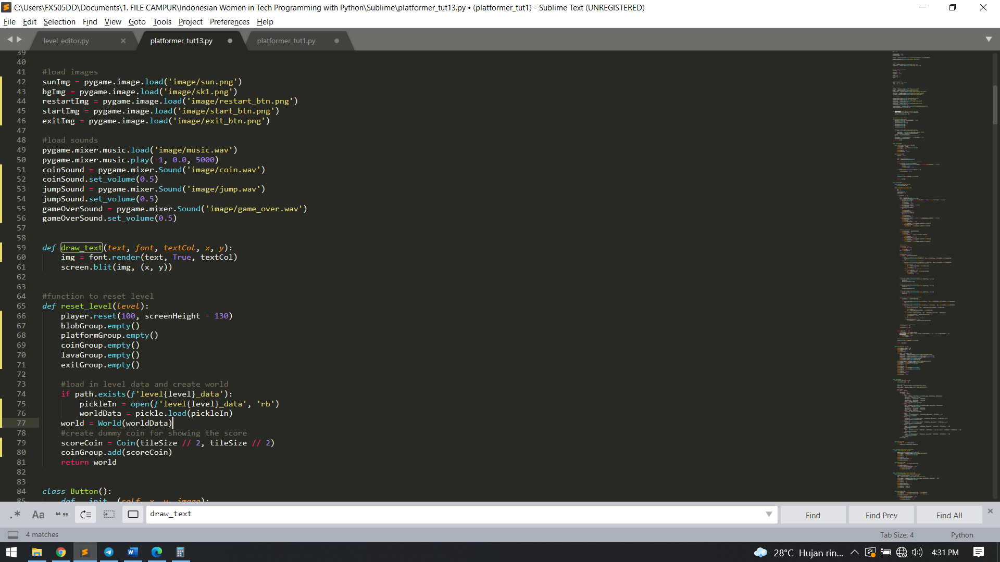 C:\Users\FX505DD\Documents\1. FILE CAMPUR\Indonesian Women in Tech Programming with Python\Sublime\platformer_tut13.py • (platformer_tut1) - Sublime Text (UNREGISTERED)
File Edit Selection Find View Goto Tools Project Preferences Help
level_editor.py platformer_tut13.py platformer_tut1.py
39
40
41 #load images
42 sunImg = pygame.image.load('image/sun.png')
43 bgImg = pygame.image.load('image/sk1.png')
44 restartImg = pygame.image.load('image/restart_btn.png')
45 startImg = pygame.image.load('image/start_btn.png')
46 exitImg = pygame.image.load('image/exit_btn.png')
47
48 #load sounds
49 pygame.mixer.music.load('image/music.wav')
50 pygame.mixer.music.play(-1, 0.0, 5000)
51 coinSound = pygame.mixer.Sound('image/coin.wav')
52 coinSound.set_volume(0.5)
53 jumpSound = pygame.mixer.Sound('image/jump.wav')
54 jumpSound.set_volume(0.5)
55 gameOverSound = pygame.mixer.Sound('image/game_over.wav')
56 gameOverSound.set_volume(0.5)
57
58
59 def draw_text(text, font, textCol, x, y):
60 img = font.render(text, True, textCol)
61 screen.blit(img, (x, y))
62
63
64 #function to reset level
65 def reset_level(level):
66 player.reset(100, screenHeight - 130)
67 blobGroup.empty()
68 platformGroup.empty()
69 coinGroup.empty()
70 lavaGroup.empty()
71 exitGroup.empty()
72
73 #load in level data and create world
74 if path.exists(f'level{level}_data'):
75 pickleIn = open(f'level{level}_data', 'rb')
76 worldData = pickle.load(pickleIn)
77 world = World(worldData)
78 #create dummy coin for showing the score
79 scoreCoin = Coin(tileSize // 2, tileSize // 2)
80 coinGroup.add(scoreCoin)
81 return world
82
83
84 class Button():
85 def __init__(self, x, y, image):
.* Aa “” draw_text Find Find Prev Find All
4 matches Tab Size: 4 Python
28°C Hujan rin... 4:31 PM